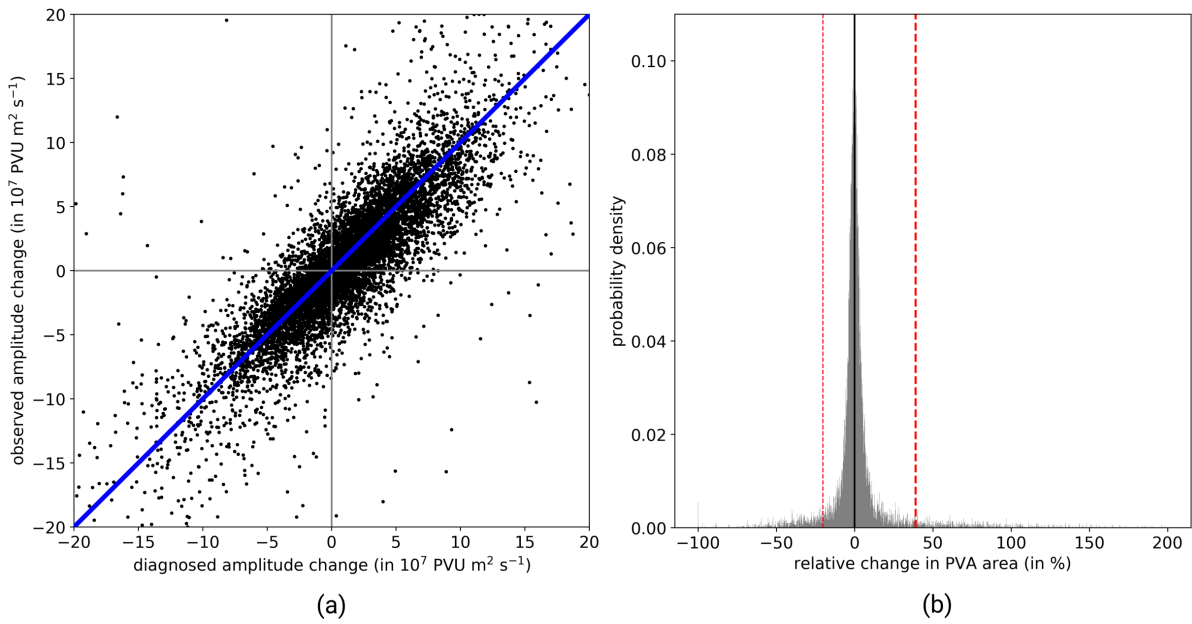 20
15
10
5
0
−5
−10
−15
−20
observed amplitude change (in 10⁷ PVU m² s⁻¹)
−20 −15 −10 −5 0 5 10 15 20
diagnosed amplitude change (in 10⁷ PVU m² s⁻¹)
(a)
0.10
0.08
0.06
0.04
0.02
0.00
probability density
−100 −50 0 50 100 150 200
relative change in PVA area (in %)
(b)